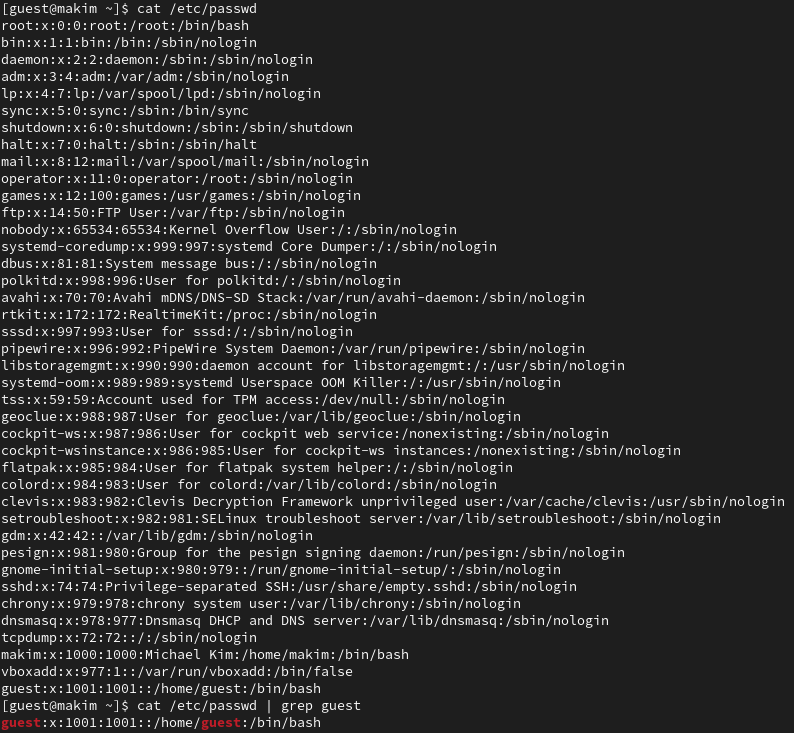 [guest@makim ~]$ cat /etc/passwd
root:x:0:0:root:/root:/bin/bash
bin:x:1:1:bin:/bin:/sbin/nologin
daemon:x:2:2:daemon:/sbin:/sbin/nologin
adm:x:3:4:adm:/var/adm:/sbin/nologin
lp:x:4:7:lp:/var/spool/lpd:/sbin/nologin
sync:x:5:0:sync:/sbin:/bin/sync
shutdown:x:6:0:shutdown:/sbin:/sbin/shutdown
halt:x:7:0:halt:/sbin:/sbin/halt
mail:x:8:12:mail:/var/spool/mail:/sbin/nologin
operator:x:11:0:operator:/root:/sbin/nologin
games:x:12:100:games:/usr/games:/sbin/nologin
ftp:x:14:50:FTP User:/var/ftp:/sbin/nologin
nobody:x:65534:65534:Kernel Overflow User:/:/sbin/nologin
systemd-coredump:x:999:997:systemd Core Dumper:/:/sbin/nologin
dbus:x:81:81:System message bus:/:/sbin/nologin
polkitd:x:998:996:User for polkitd:/:/sbin/nologin
avahi:x:70:70:Avahi mDNS/DNS-SD Stack:/var/run/avahi-daemon:/sbin/nologin
rtkit:x:172:172:RealtimeKit:/proc:/sbin/nologin
sssd:x:997:993:User for sssd:/:/sbin/nologin
pipewire:x:996:992:PipeWire System Daemon:/var/run/pipewire:/sbin/nologin
libstoragemgmt:x:990:990:daemon account for libstoragemgmt:/:/usr/sbin/nologin
systemd-oom:x:989:989:systemd Userspace OOM Killer:/:/usr/sbin/nologin
tss:x:59:59:Account used for TPM access:/dev/null:/sbin/nologin
geoclue:x:988:987:User for geoclue:/var/lib/geoclue:/sbin/nologin
cockpit-ws:x:987:986:User for cockpit web service:/nonexisting:/sbin/nologin
cockpit-wsinstance:x:986:985:User for cockpit-ws instances:/nonexisting:/sbin/nologin
flatpak:x:985:984:User for flatpak system helper:/:/sbin/nologin
colord:x:984:983:User for colord:/var/lib/colord:/sbin/nologin
clevis:x:983:982:Clevis Decryption Framework unprivileged user:/var/cache/clevis:/usr/sbin/nologin
setroubleshoot:x:982:981:SELinux troubleshoot server:/var/lib/setroubleshoot:/sbin/nologin
gdm:x:42:42::/var/lib/gdm:/sbin/nologin
pesign:x:981:980:Group for the pesign signing daemon:/run/pesign:/sbin/nologin
gnome-initial-setup:x:980:979::/run/gnome-initial-setup/:/sbin/nologin
sshd:x:74:74:Privilege-separated SSH:/usr/share/empty.sshd:/sbin/nologin
chrony:x:979:978:chrony system user:/var/lib/chrony:/sbin/nologin
dnsmasq:x:978:977:Dnsmasq DHCP and DNS server:/var/lib/dnsmasq:/sbin/nologin
tcpdump:x:72:72::/:/sbin/nologin
makim:x:1000:1000:Michael Kim:/home/makim:/bin/bash
vboxadd:x:977:1::/var/run/vboxadd:/bin/false
guest:x:1001:1001::/home/guest:/bin/bash
[guest@makim ~]$ cat /etc/passwd | grep guest
guest:x:1001:1001::/home/guest:/bin/bash